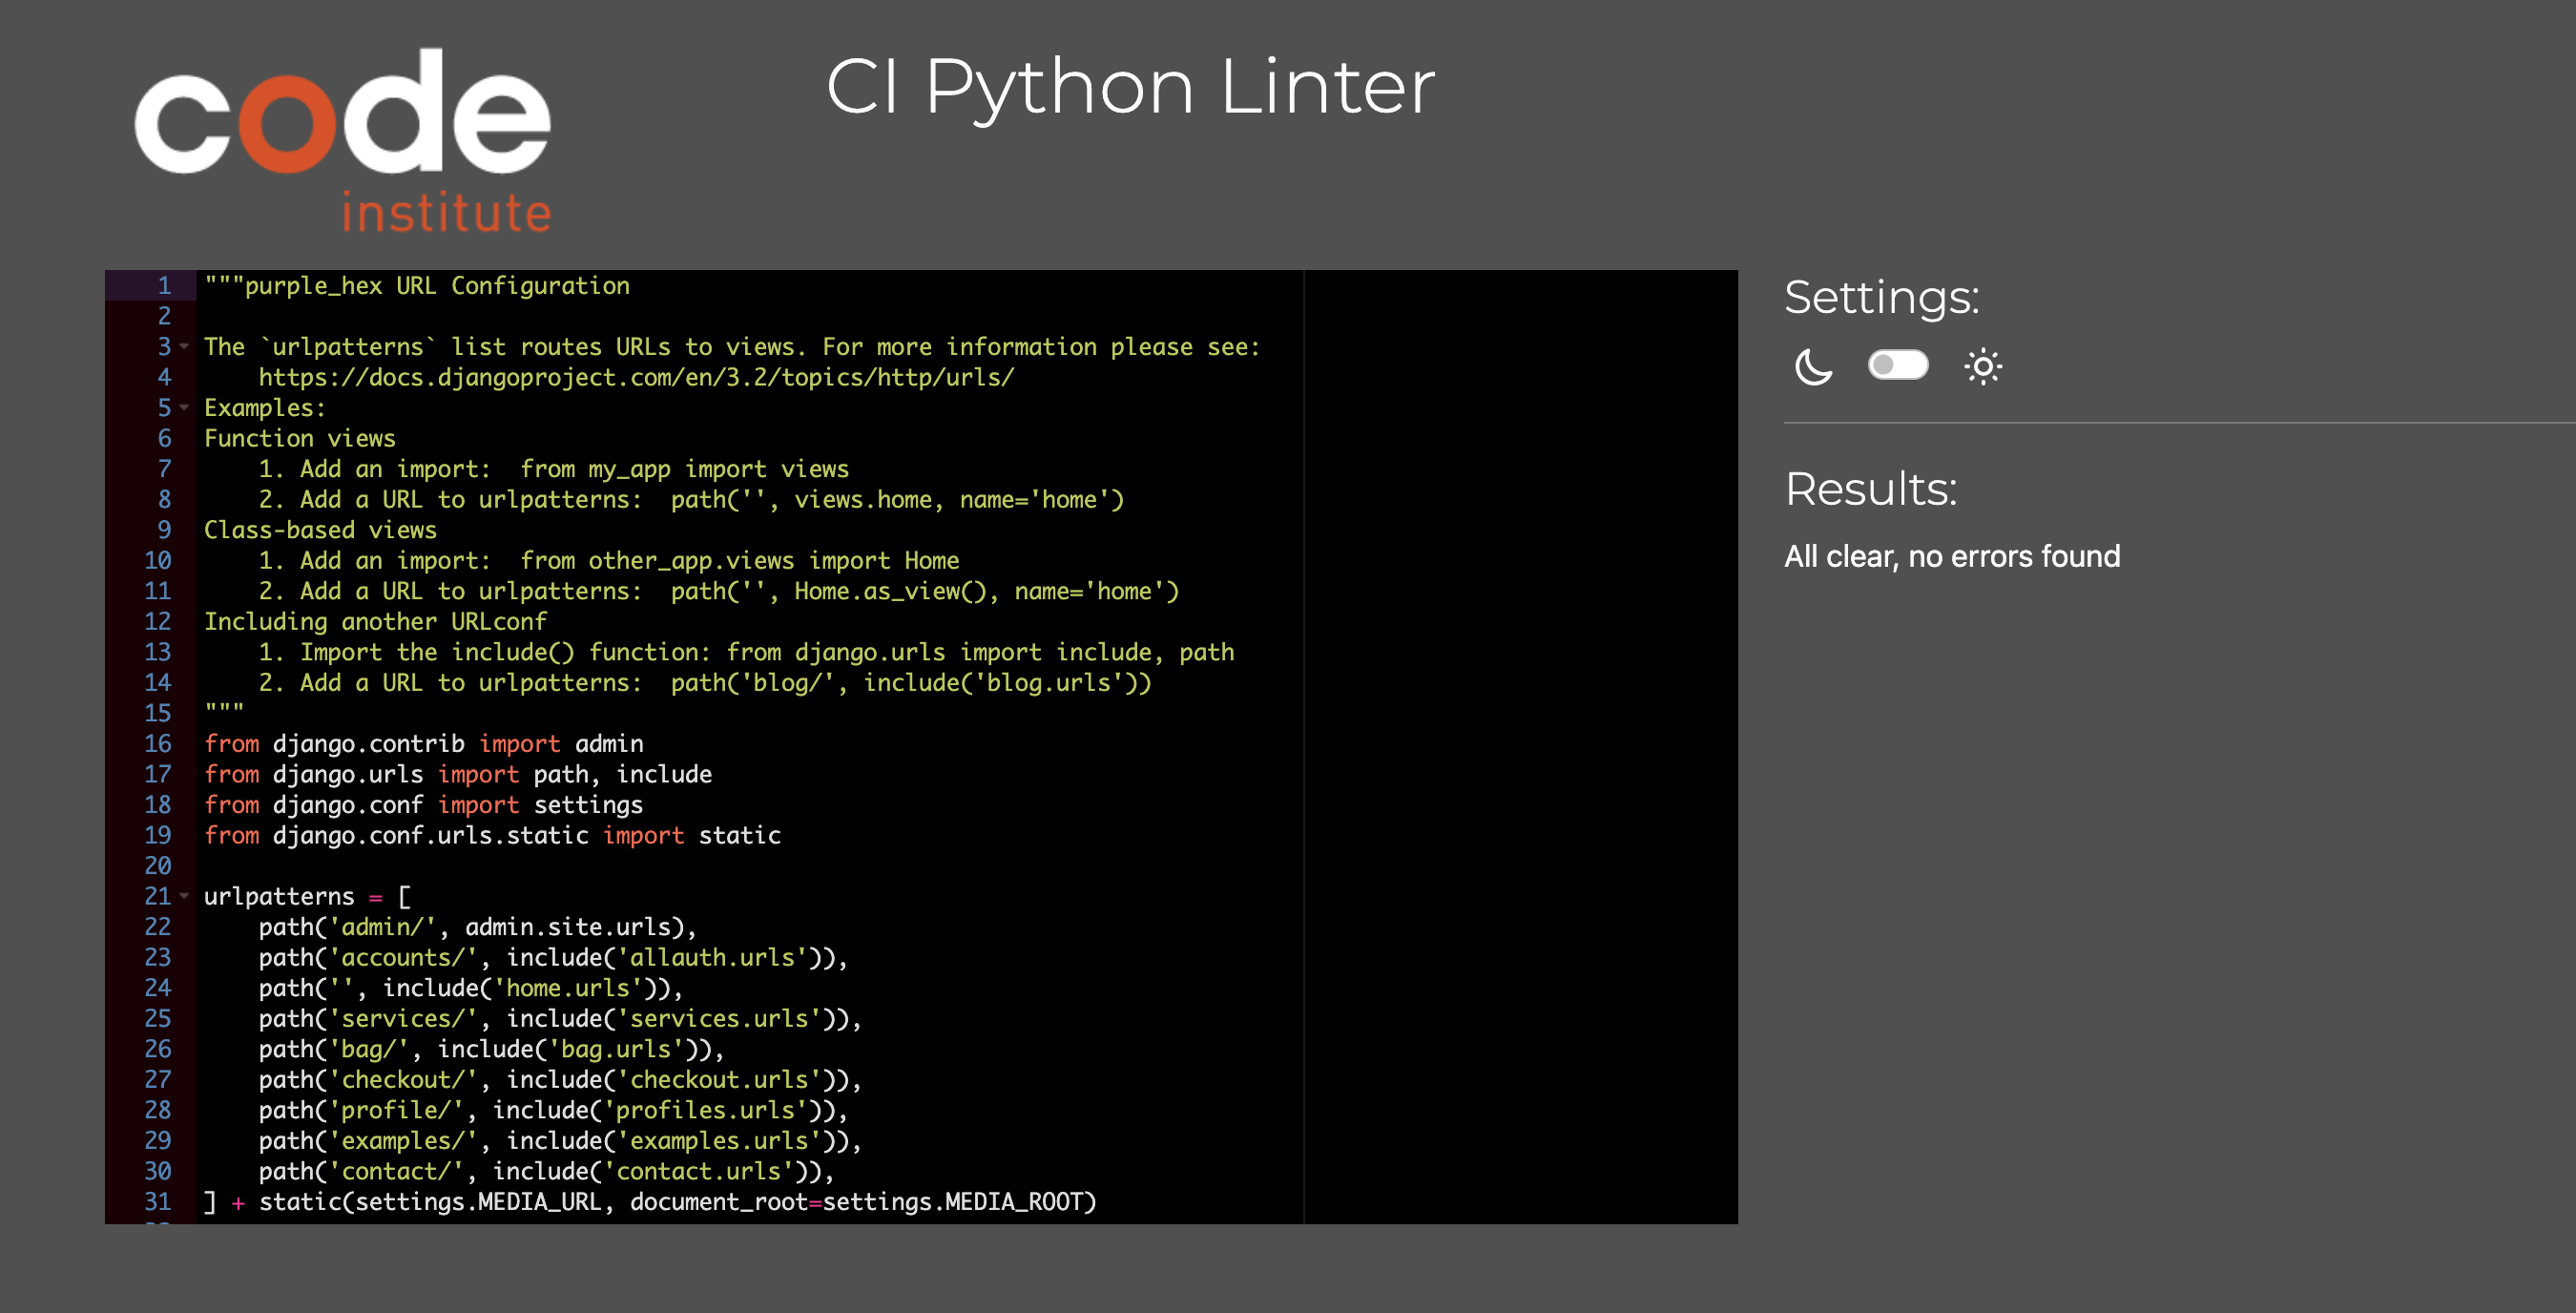 code
institute
CI Python Linter
1 """purple_hex URL Configuration
2
3 The `urlpatterns` list routes URLs to views. For more information please see:
4     https://docs.djangoproject.com/en/3.2/topics/http/urls/
5 Examples:
6 Function views
7     1. Add an import:  from my_app import views
8     2. Add a URL to urlpatterns:  path('', views.home, name='home')
9 Class-based views
10     1. Add an import:  from other_app.views import Home
11     2. Add a URL to urlpatterns:  path('', Home.as_view(), name='home')
12 Including another URLconf
13     1. Import the include() function: from django.urls import include, path
14     2. Add a URL to urlpatterns:  path('blog/', include('blog.urls'))
15 """
16 from django.contrib import admin
17 from django.urls import path, include
18 from django.conf import settings
19 from django.conf.urls.static import static
20
21 urlpatterns = [
22     path('admin/', admin.site.urls),
23     path('accounts/', include('allauth.urls')),
24     path('', include('home.urls')),
25     path('services/', include('services.urls')),
26     path('bag/', include('bag.urls')),
27     path('checkout/', include('checkout.urls')),
28     path('profile/', include('profiles.urls')),
29     path('examples/', include('examples.urls')),
30     path('contact/', include('contact.urls')),
31 ] + static(settings.MEDIA_URL, document_root=settings.MEDIA_ROOT)
Settings:
Results:
All clear, no errors found